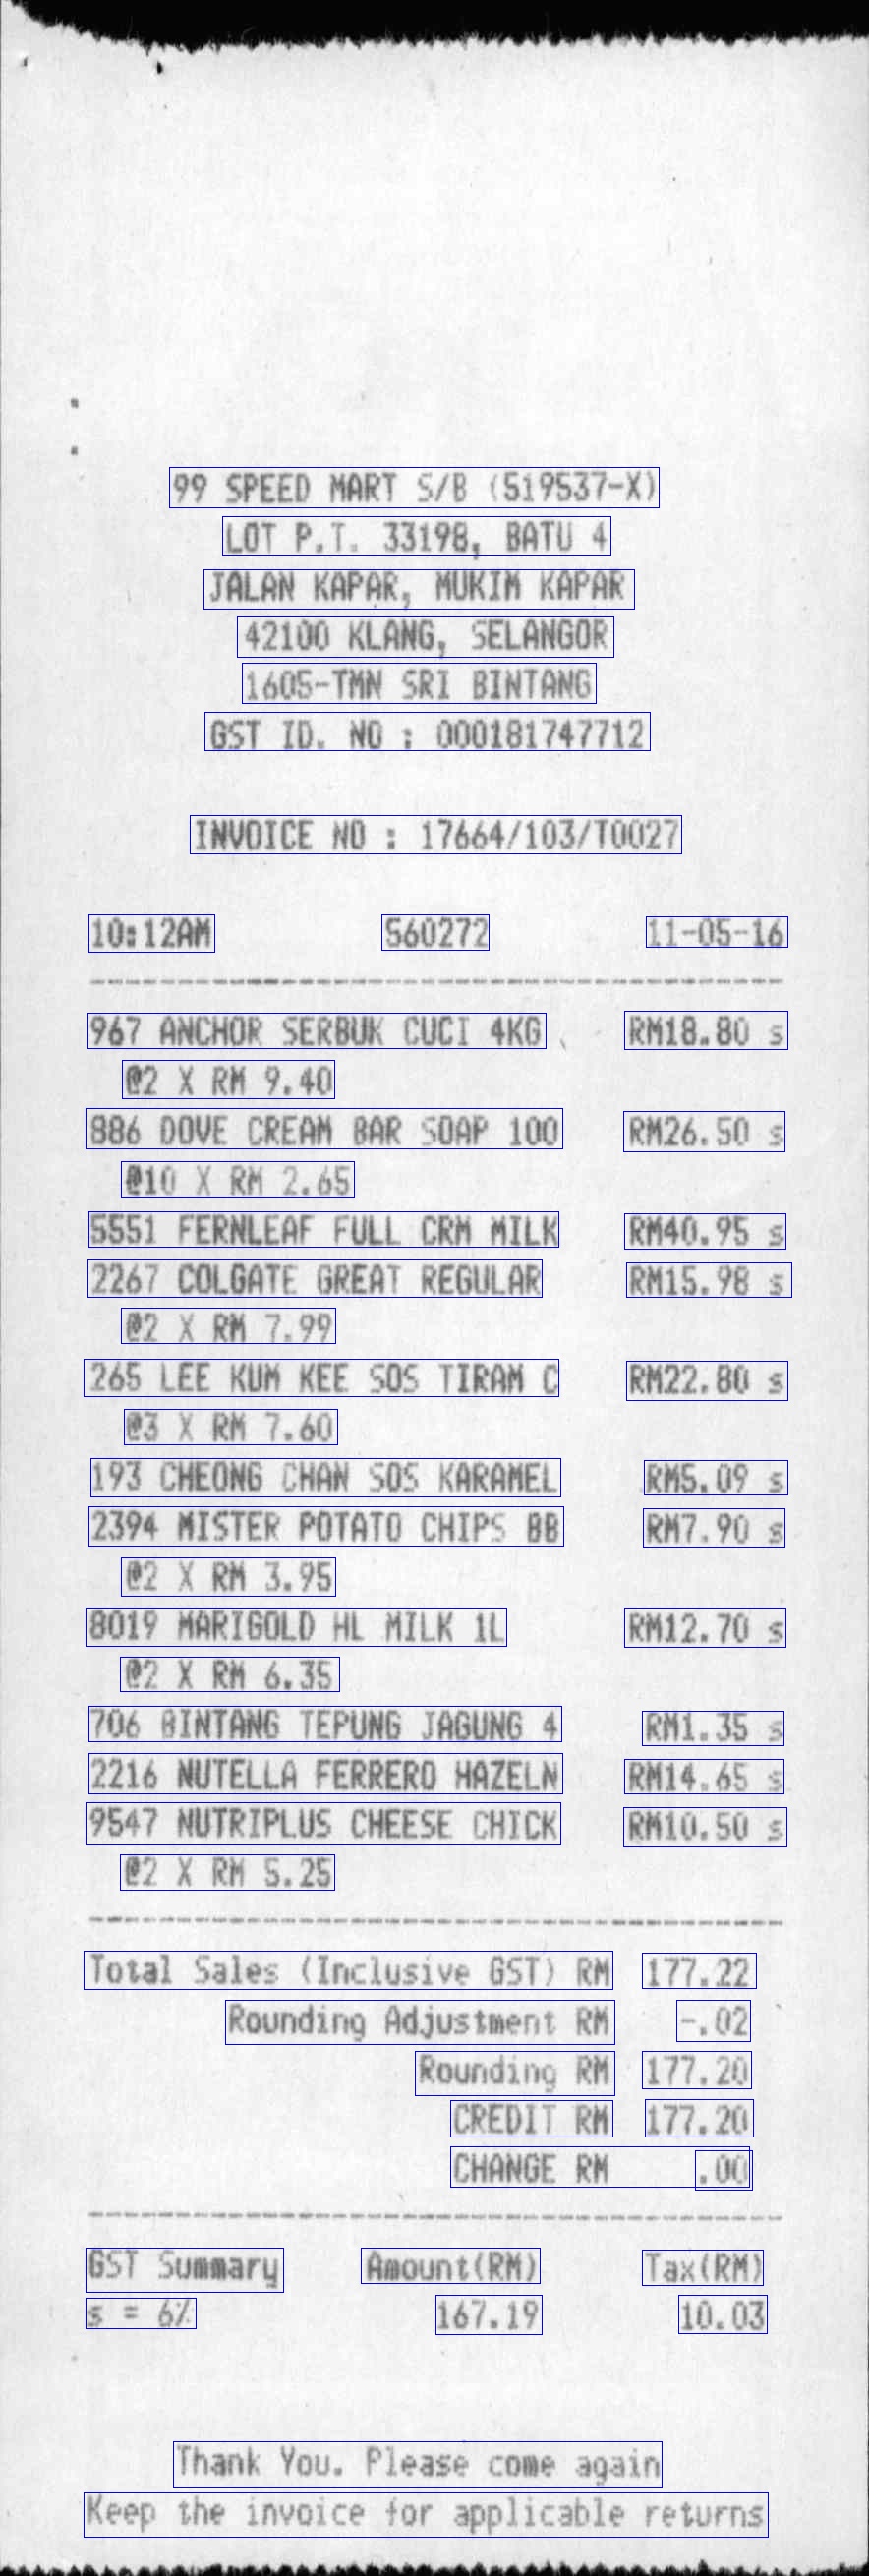 99 SPEED MART S/B (519537-X)
LOT P.T. 33198, BATU 4
JALAN KAPAR, MUKIM KAPAR
42100 KLANG, SELANGOR
1605-TMN SRI BINTANG
GST ID. NO : 000181747712
INVOICE NO : 17664/103/T0027
10:12AM 560272 11-05-16
967 ANCHOR SERBUK CUCI 4KG RM18.80 s
@2 X RM 9.40
886 DOVE CREAM BAR SOAP 100 RM26.50 s
@10 X RM 2.65
5551 FERNLEAF FULL CRM MILK RM40.95 s
2267 COLGATE GREAT REGULAR RM15.98 s
@2 X RM 7.99
265 LEE KUM KEE SOS TIRAM C RM22.80 s
@3 X RM 7.60
193 CHEONG CHAN SOS KARAMEL RM5.09 s
2394 MISTER POTATO CHIPS BB RM7.90 s
@2 X RM 3.95
8019 MARIGOLD HL MILK 1L RM12.70 s
@2 X RM 6.35
706 BINTANG TEPUNG JAGUNG 4 RM1.35 s
2216 NUTELLA FERRERO HAZELN RM14.65 s
9547 NUTRIPLUS CHEESE CHICK RM10.50 s
@2 X RM 5.25
Total Sales (Inclusive GST) RM 177.22
Rounding Adjustment RM -.02
Rounding RM 177.20
CREDIT RM 177.20
CHANGE RM .00
GST Summary Amount(RM) Tax(RM)
s = 6% 167.19 10.03
Thank You. Please come again
Keep the invoice for applicable returns